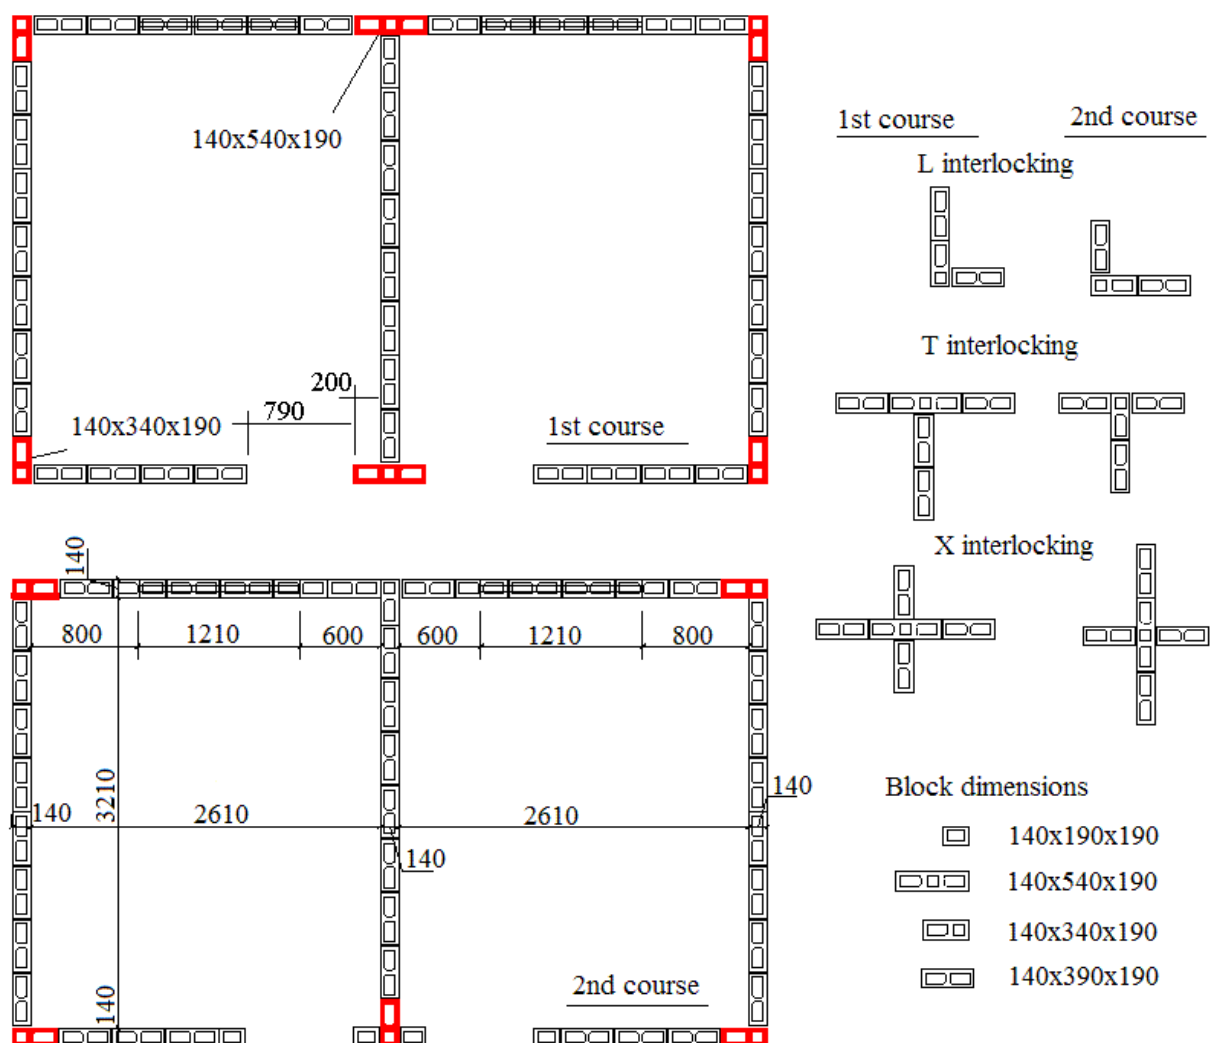 140x540x190
200
790
140x340x190
1st course
1st course
2nd course
L interlocking
T interlocking
X interlocking
140
800
1210
600
600
1210
800
3210
140
2610
2610
140
140
140
2nd course
Block dimensions
140x190x190
140x540x190
140x340x190
140x390x190